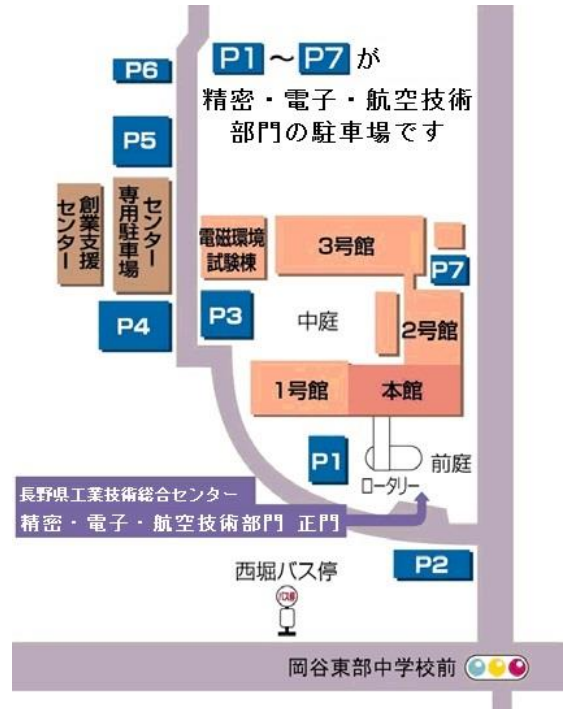 P1～P7が
精密・電子・航空技術
部門の駐車場です
P6
P5
創業支援
センター
センター
専用駐車場
電磁環境
試験棟
3号館
P7
P4
P3
中庭
2号館
1号館
本館
P1
前庭
ロータリー
長野県工業技術総合センター
精密・電子・航空技術部門 正門
P2
西堀バス停
バス停
岡谷東部中学校前